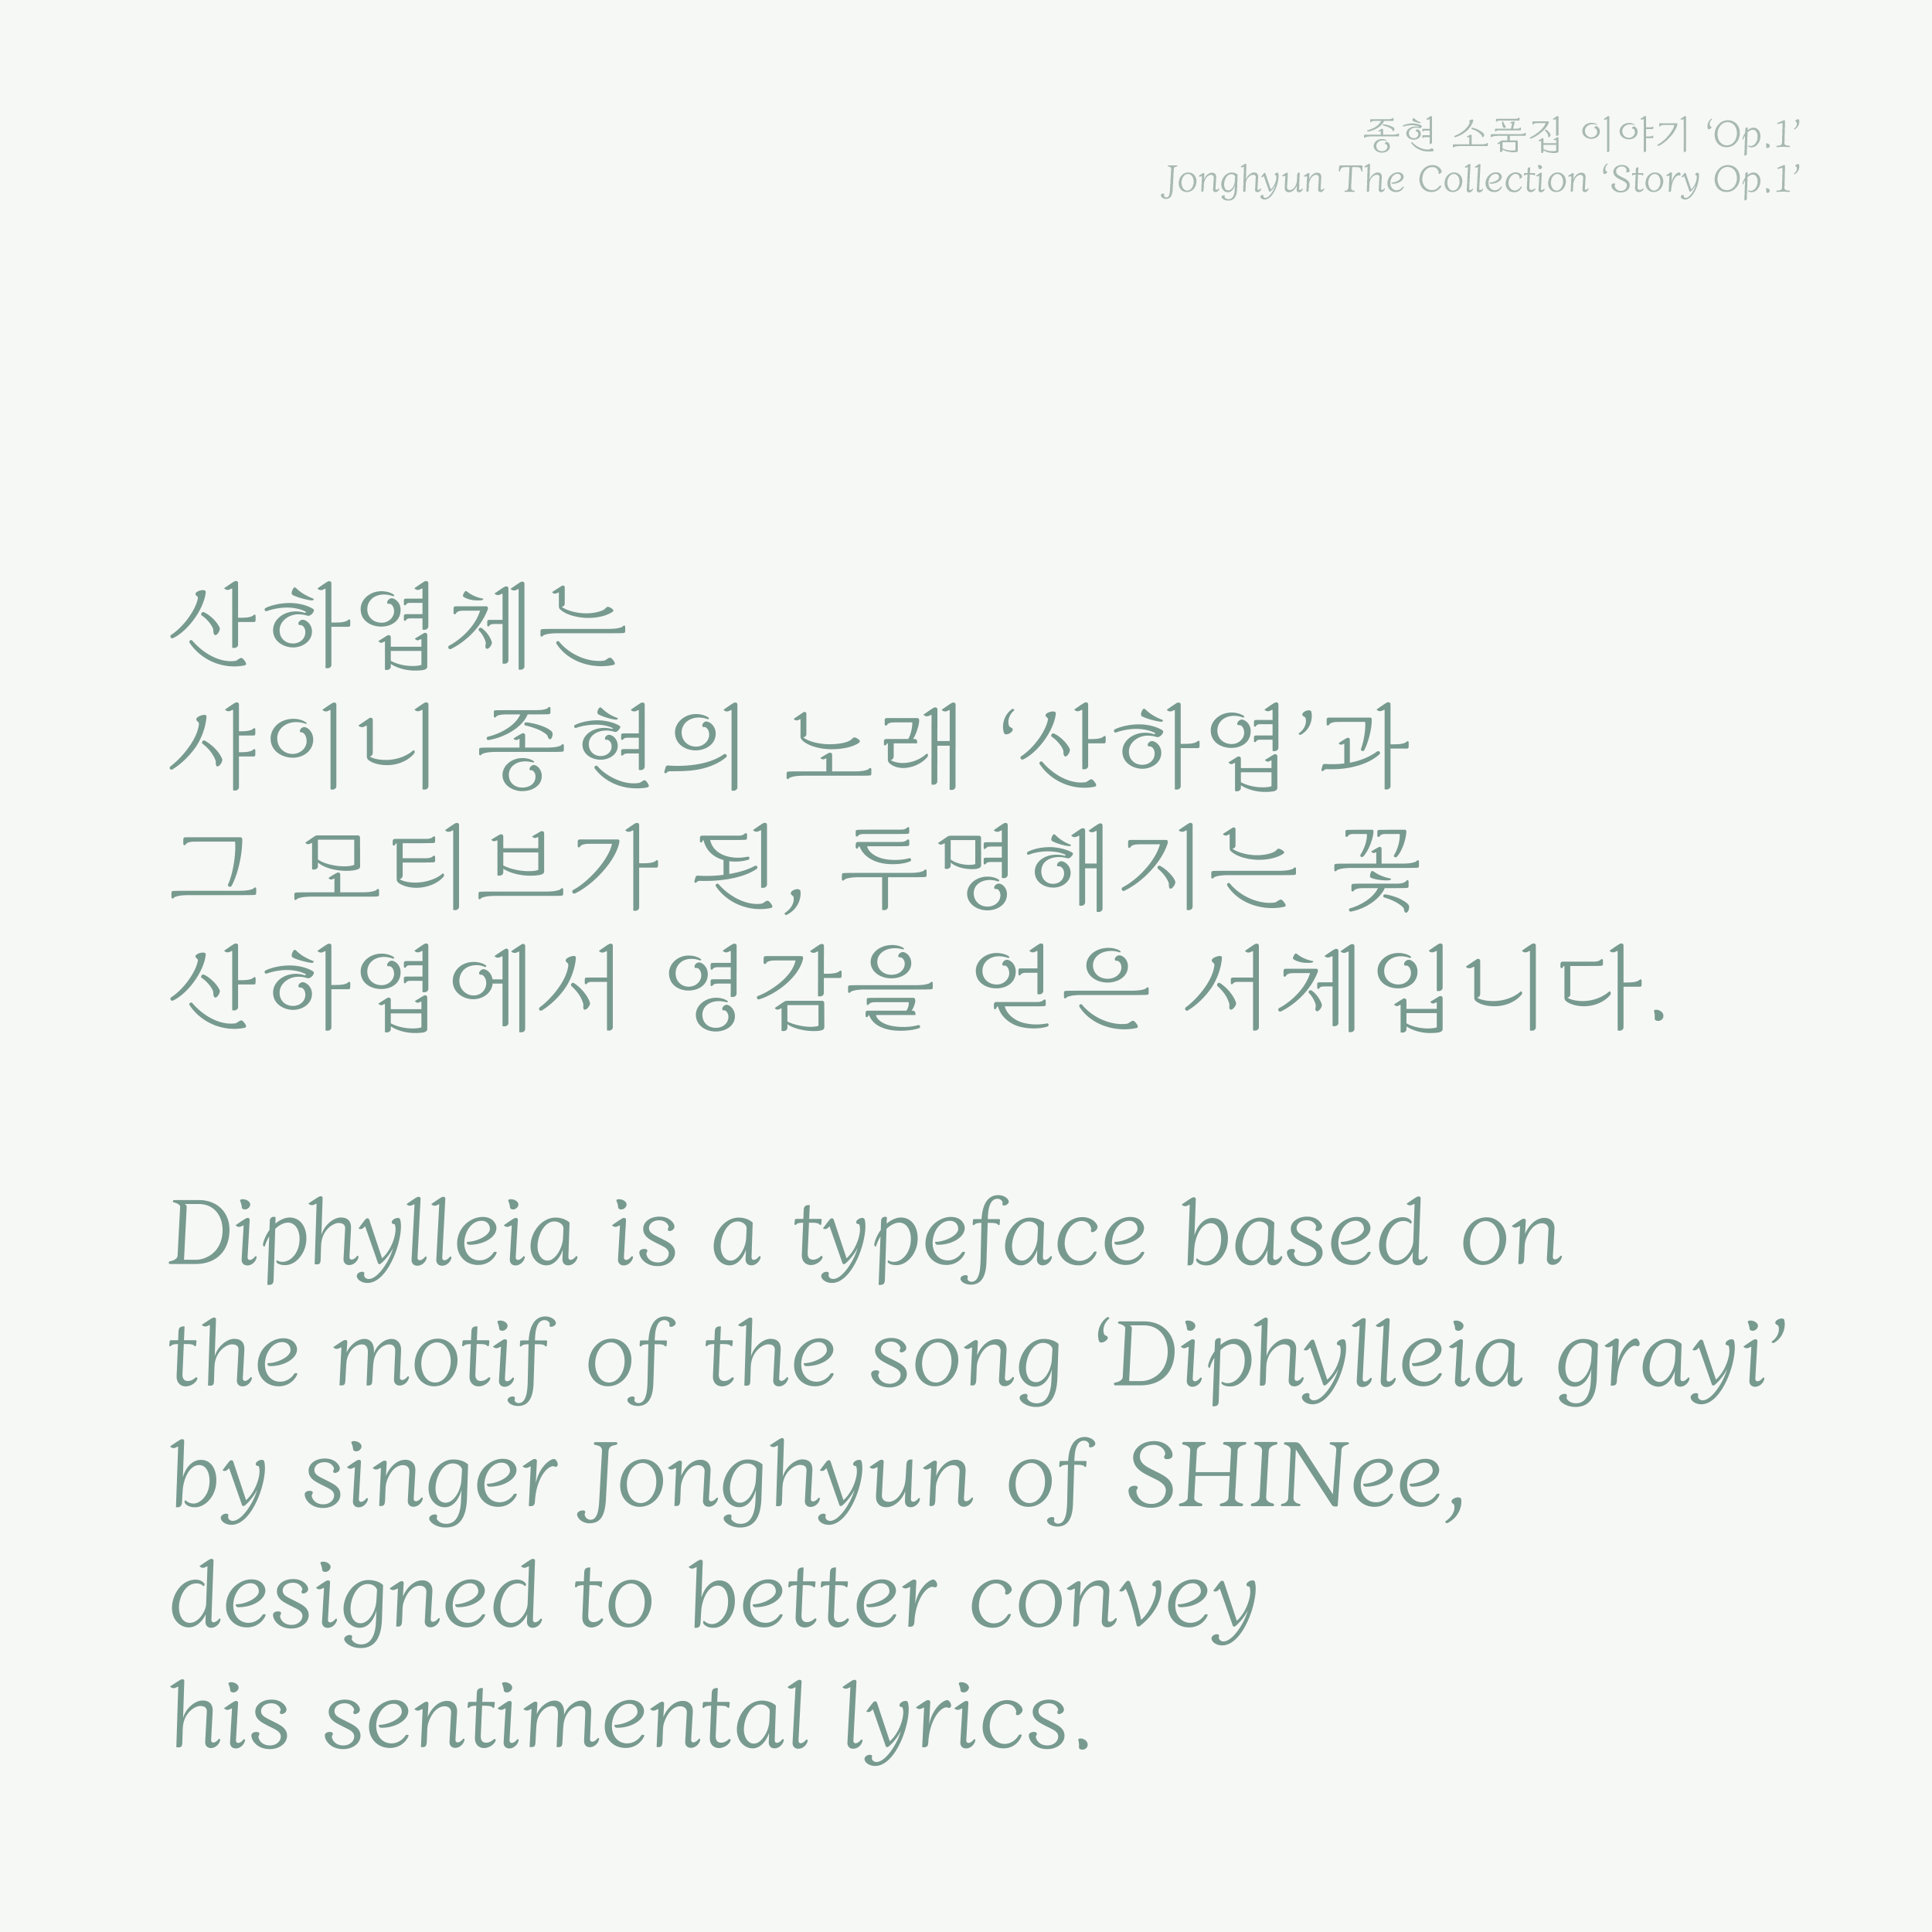 종현 소품집 이야기 ‘Op.1’
Jonghyun The Collection ‘Story Op.1’
산하엽체는
샤이니 종현의 노래 ‘산하엽’과
그 모티브가 된, 투명해지는 꽃
산하엽에서 영감을 얻은 서체입니다.
Diphylleia is a typeface based on
the motif of the song ‘Diphylleia grayi’
by singer Jonghyun of SHINee,
designed to better convey
his sentimental lyrics.